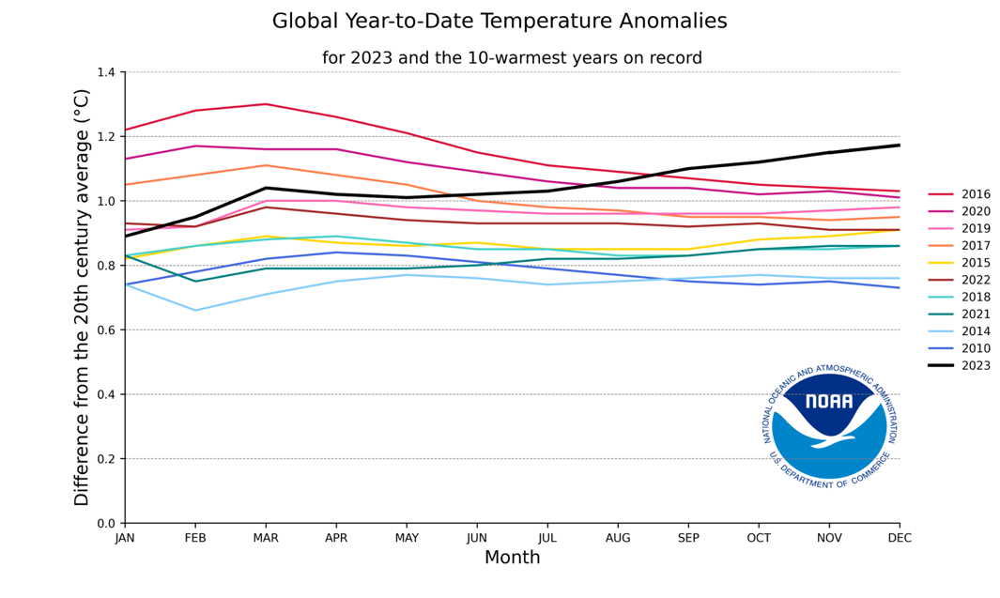 Global Year-to-Date Temperature Anomalies
for 2023 and the 10-warmest years on record
Difference from the 20th century average (°C)
1.4
1.2
1.0
0.8
0.6
0.4
0.2
0.0
JAN FEB MAR APR MAY JUN JUL AUG SEP OCT NOV DEC
Month
2016
2020
2019
2017
2015
2022
2018
2021
2014
2010
2023
NATIONAL OCEANIC AND ATMOSPHERIC ADMINISTRATION
NOAA
U.S. DEPARTMENT OF COMMERCE